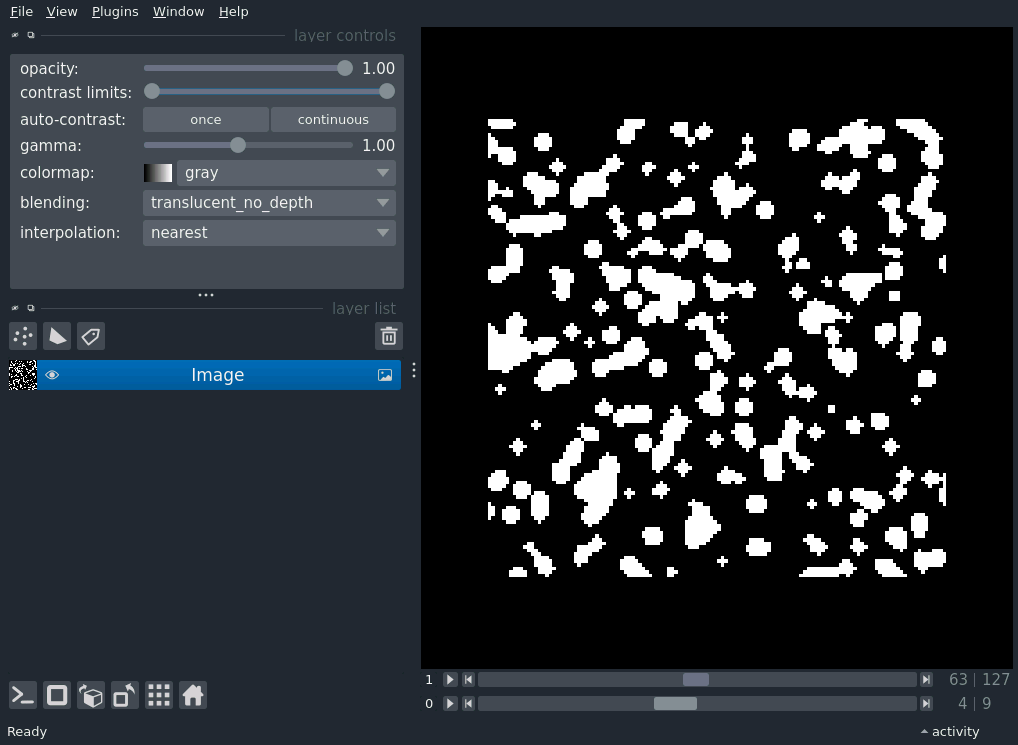 File View Plugins Window Help
layer controls
opacity: 1.00
contrast limits:
auto-contrast: once continuous
gamma: 1.00
colormap: gray
blending: translucent_no_depth
interpolation: nearest
layer list
Image
1 63 | 127
0 4 | 9
Ready activity